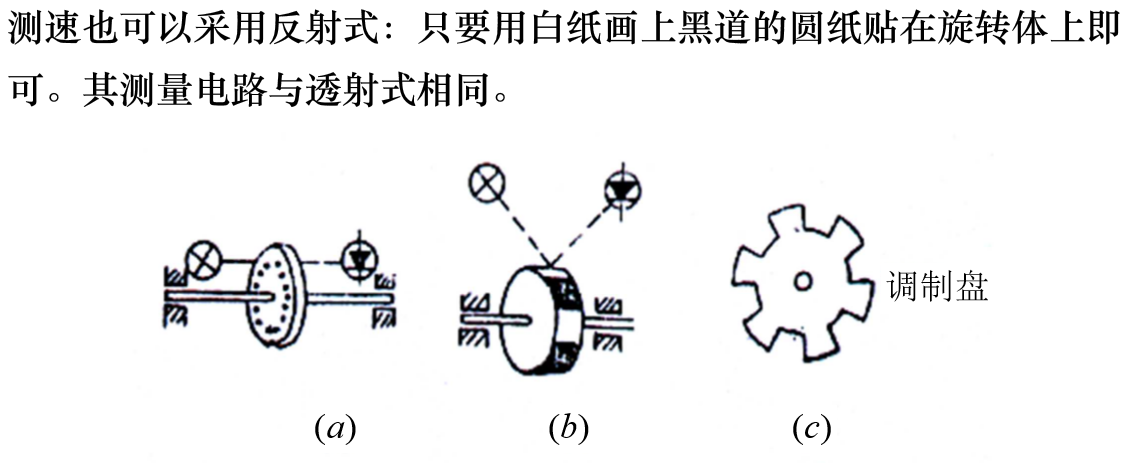 测速也可以采用反射式：只要用白纸画上黑道的圆纸贴在旋转体上即
可。其测量电路与透射式相同。
调制盘
(a) (b) (c)